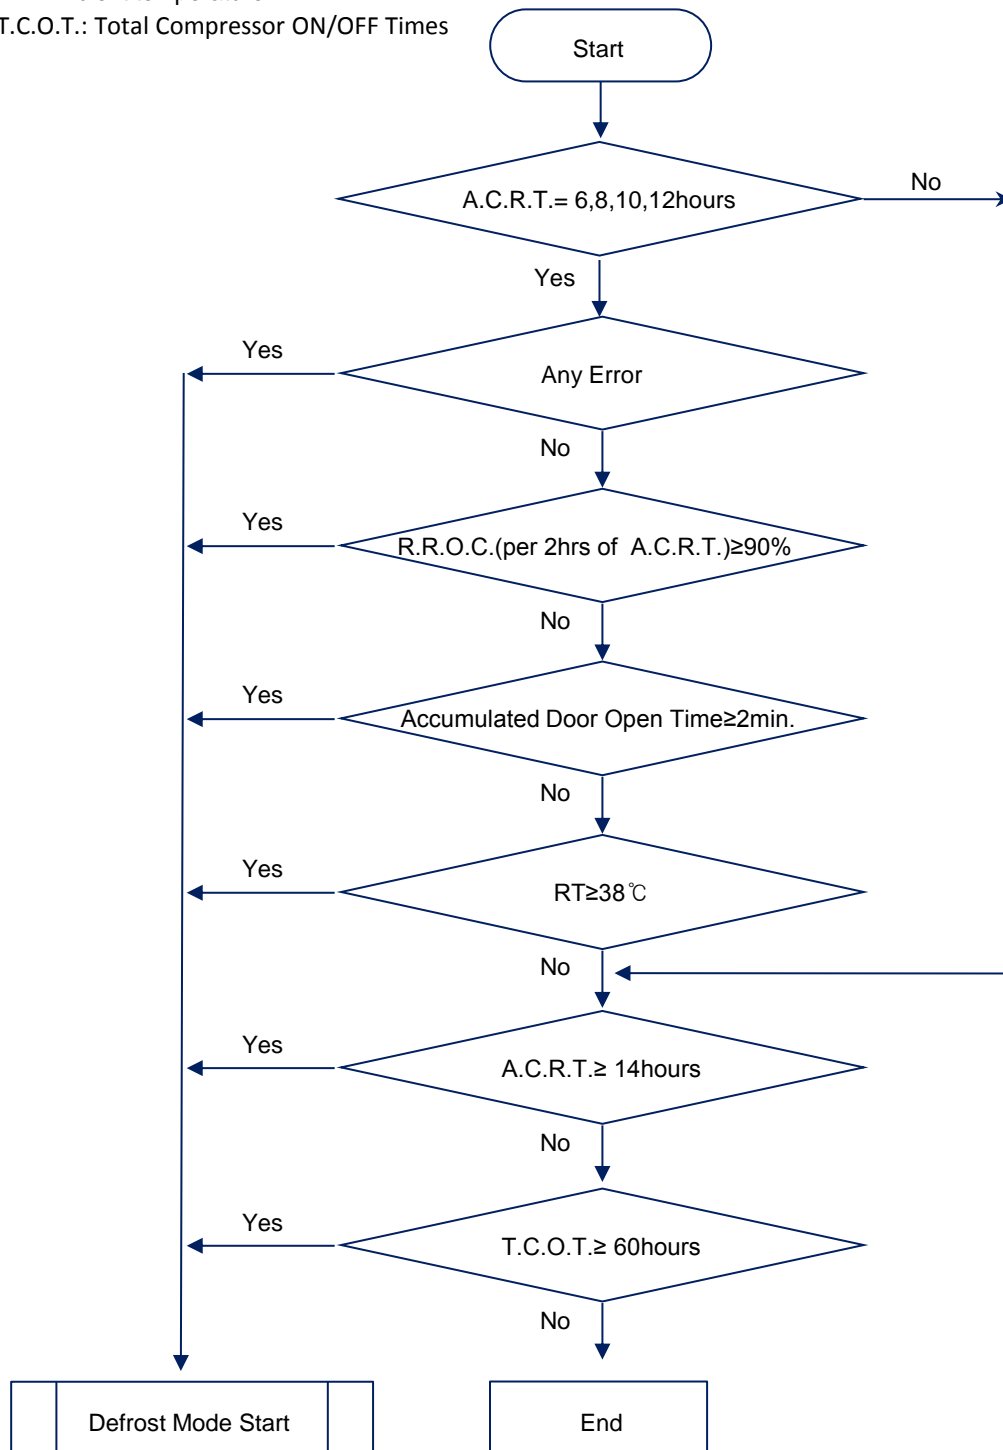 T.C.O.T.: Total Compressor ON/OFF Times
Start
A.C.R.T.= 6,8,10,12hours
No
Yes
Yes
Any Error
No
Yes
R.R.O.C.(per 2hrs of A.C.R.T.)≥90%
No
Yes
Accumulated Door Open Time≥2min.
No
Yes
RT≥38℃
No
Yes
A.C.R.T.≥ 14hours
No
Yes
T.C.O.T.≥ 60hours
No
Defrost Mode Start
End